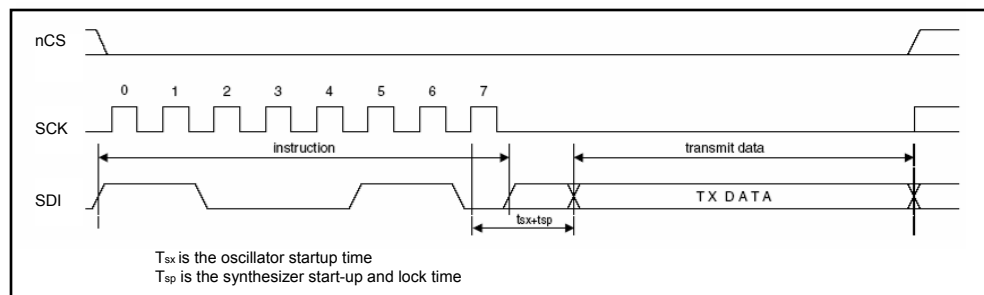 nCS
0 1 2 3 4 5 6 7
SCK
instruction transmit data
SDI
TX DATA
tsx+tsp
Tsx is the oscillator startup time
Tsp is the synthesizer start-up and lock time